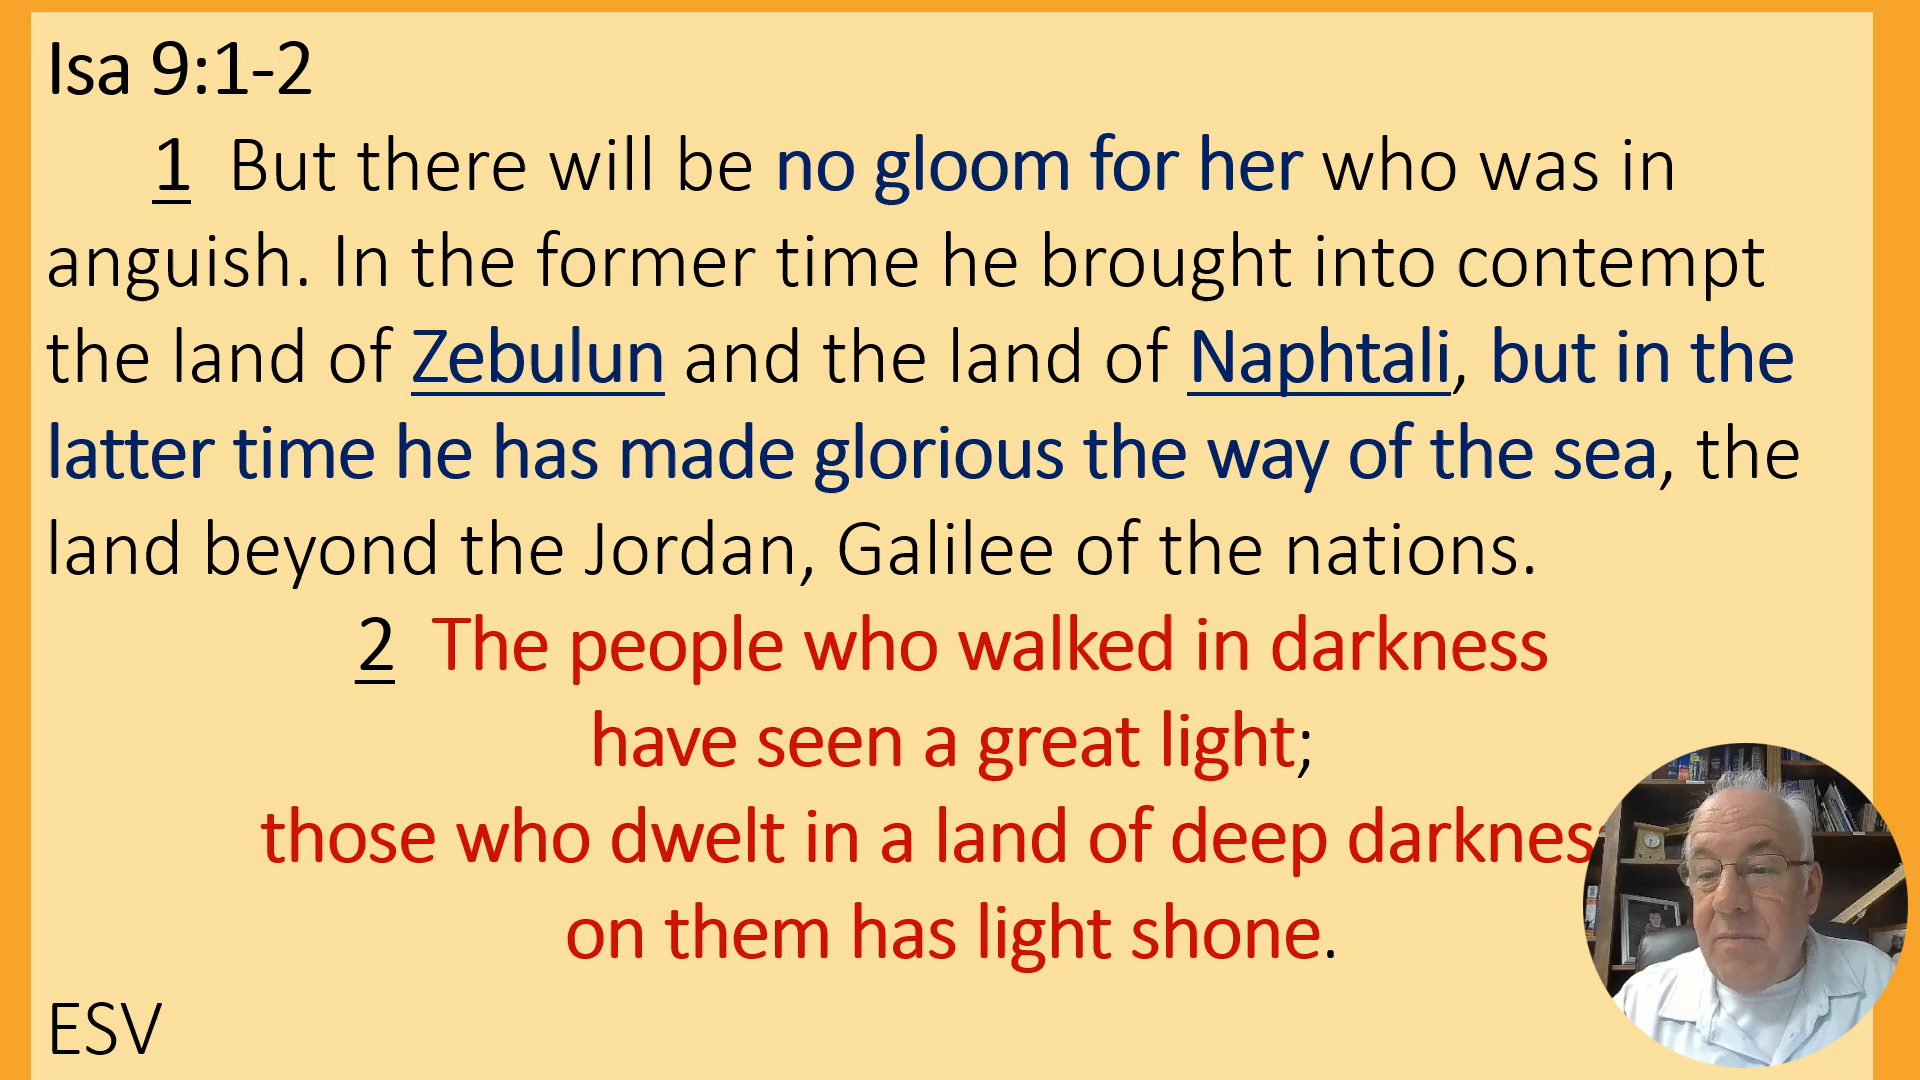 Isa 9:1-2
1 But there will be no gloom for her who was in
anguish. In the former time he brought into contempt
the land of Zebulun and the land of Naphtali, but in the
latter time he has made glorious the way of the sea, the
land beyond the Jordan, Galilee of the nations.
2 The people who walked in darkness
have seen a great light;
those who dwelt in a land of deep darknes
on them has light shone.
ESV